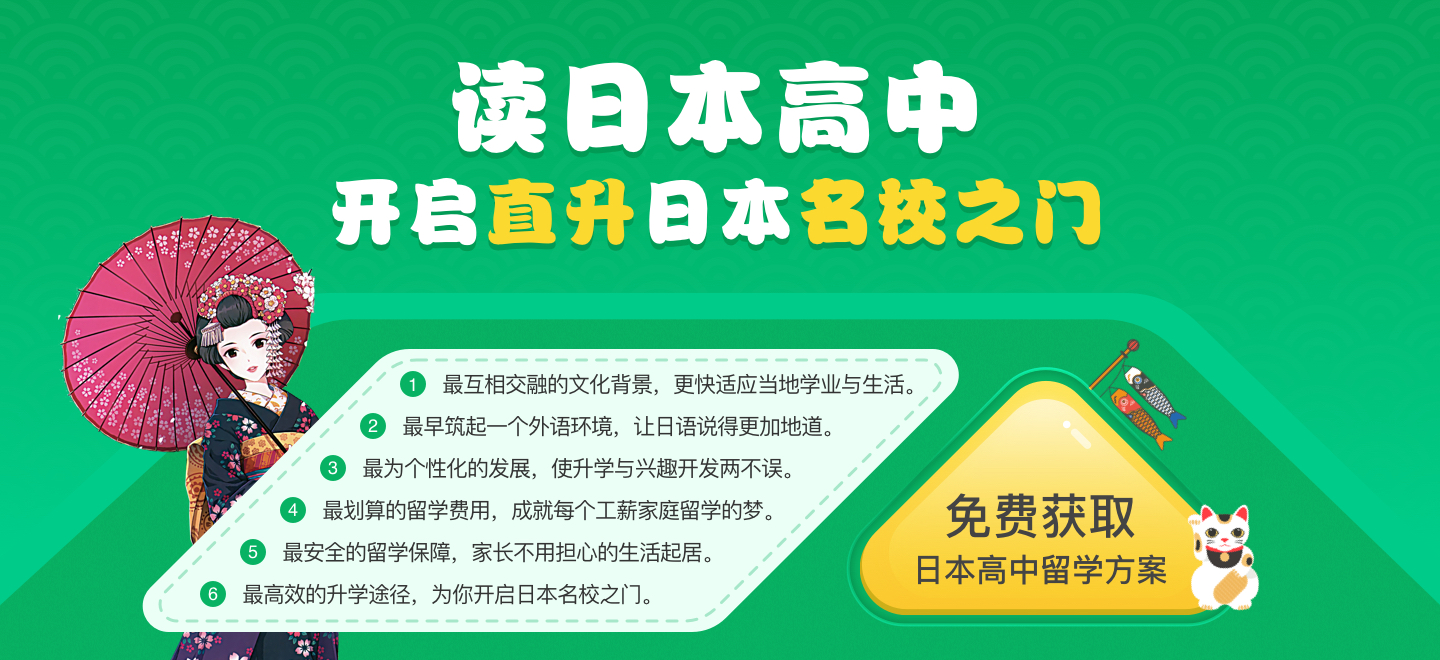 读日本高中
开启直升日本名校之门
1 最互相交融的文化背景，更快适应当地学业与生活。
2 最早筑起一个外语环境，让日语说得更加地道。
3 最为个性化的发展，使升学与兴趣开发两不误。
4 最划算的留学费用，成就每个工薪家庭留学的梦。
5 最安全的留学保障，家长不用担心的生活起居。
6 最高效的升学途径，为你开启日本名校之门。
免费获取
日本高中留学方案